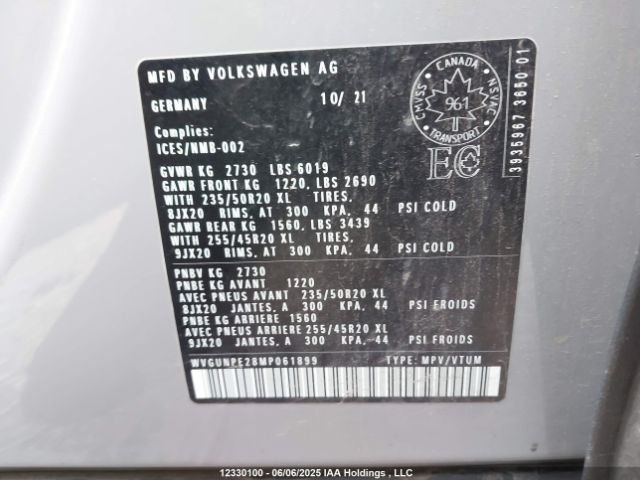 MFD BY VOLKSWAGEN AG
GERMANY 10/ 21
Complies:
ICES/NMB-002
CANADA
CMVSS
NSVAC
961
TRANSPORT
EC
3935967 3650 01
GVWR KG 2730 LBS 6019
GAWR FRONT KG 1220, LBS 2690
WITH 235/50R20 XL TIRES,
8JX20 RIMS, AT 300 KPA, 44 PSI COLD
GAWR REAR KG 1560, LBS 3439
WITH 255/45R20 XL TIRES,
9JX20 RIMS, AT 300 KPA, 44 PSI COLD
PNBV KG 2730
PNBE KG AVANT 1220
AVEC PNEUS AVANT 235/50R20 XL
8JX20 JANTES, A 300 KPA, 44 PSI FROIDS
PNBE KG ARRIERE 1560
AVEC PNEUS ARRIERE 255/45R20 XL
9JX20 JANTES, A 300 KPA, 44 PSI FROIDS
WVGUNPE28MP061899 TYPE: MPV/VTUM
12330100 - 06/06/2025 IAA Holdings , LLC